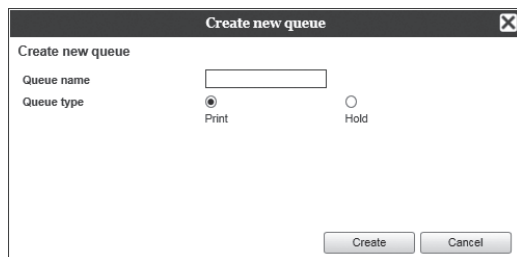 Create new queue
Create new queue
Queue name
Queue type
Print Hold
Create Cancel